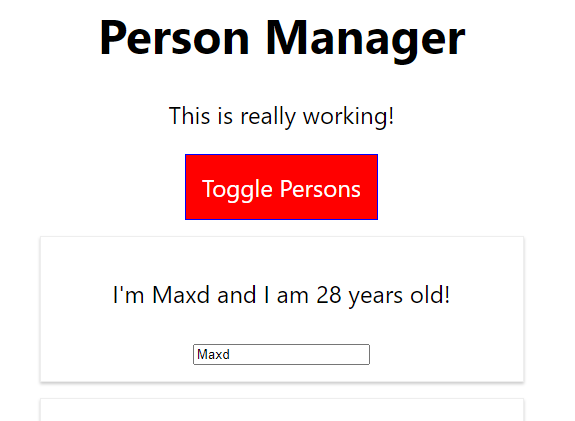 Person Manager
This is really working!
Toggle Persons
I'm Maxd and I am 28 years old!
Maxd